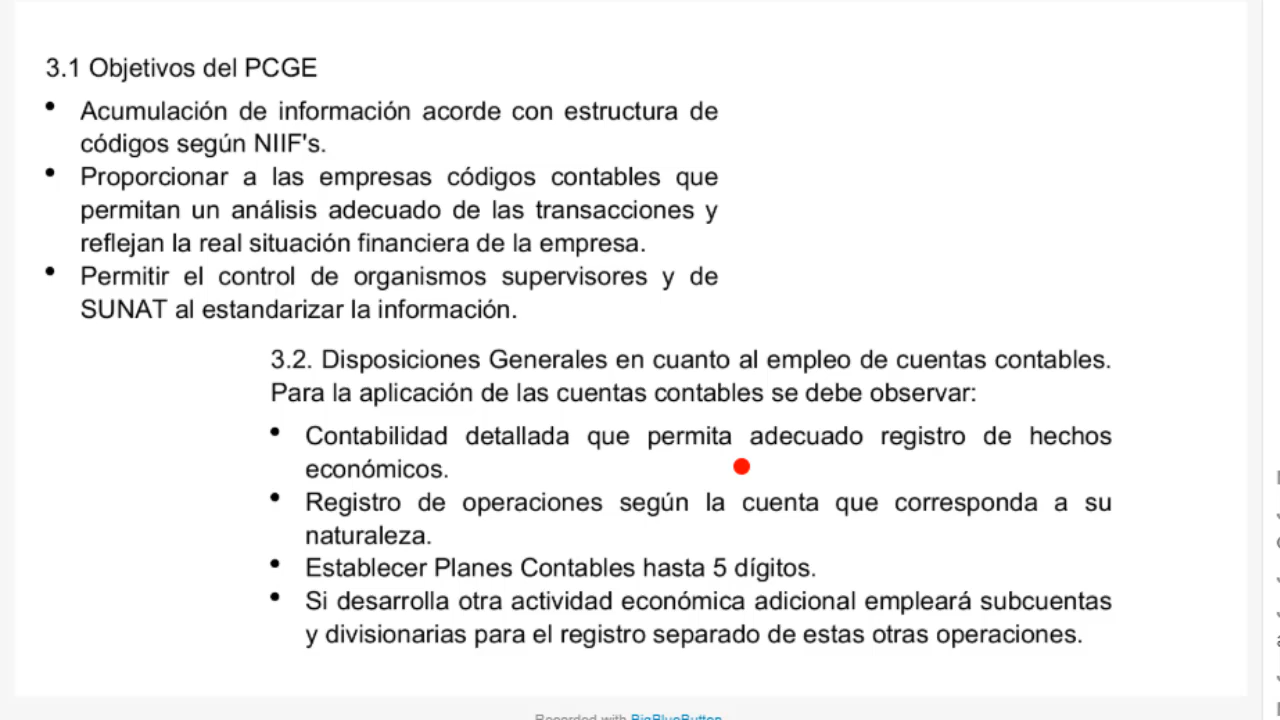 3.1 Objetivos del PCGE
• Acumulación de información acorde con estructura de
códigos según NIIF's.
• Proporcionar a las empresas códigos contables que
permitan un análisis adecuado de las transacciones y
reflejan la real situación financiera de la empresa.
• Permitir el control de organismos supervisores y de
SUNAT al estandarizar la información.
3.2. Disposiciones Generales en cuanto al empleo de cuentas contables.
Para la aplicación de las cuentas contables se debe observar:
• Contabilidad detallada que permita adecuado registro de hechos
económicos.
• Registro de operaciones según la cuenta que corresponda a su
naturaleza.
• Establecer Planes Contables hasta 5 dígitos.
• Si desarrolla otra actividad económica adicional empleará subcuentas
y divisionarias para el registro separado de estas otras operaciones.
Recorded with BigBlueButton